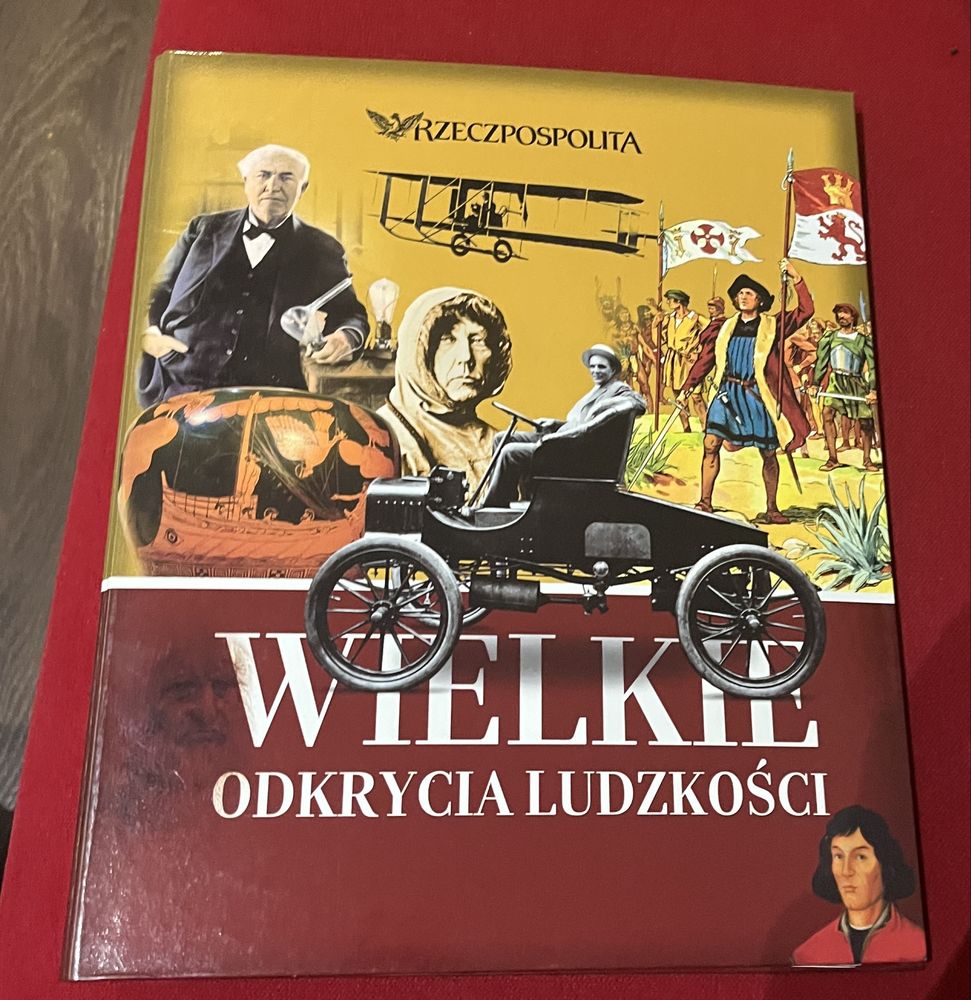 RZECZPOSPOLITA
WIELKIE
ODKRYCIA LUDZKOŚCI